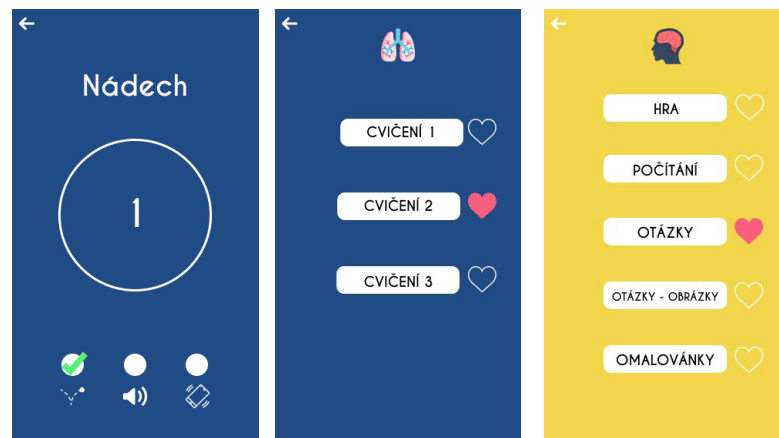 Nádech
1
CVIČENÍ 1
CVIČENÍ 2
CVIČENÍ 3
HRA
POČÍTÁNÍ
OTÁZKY
OTÁZKY - OBRÁZKY
OMALOVÁNKY